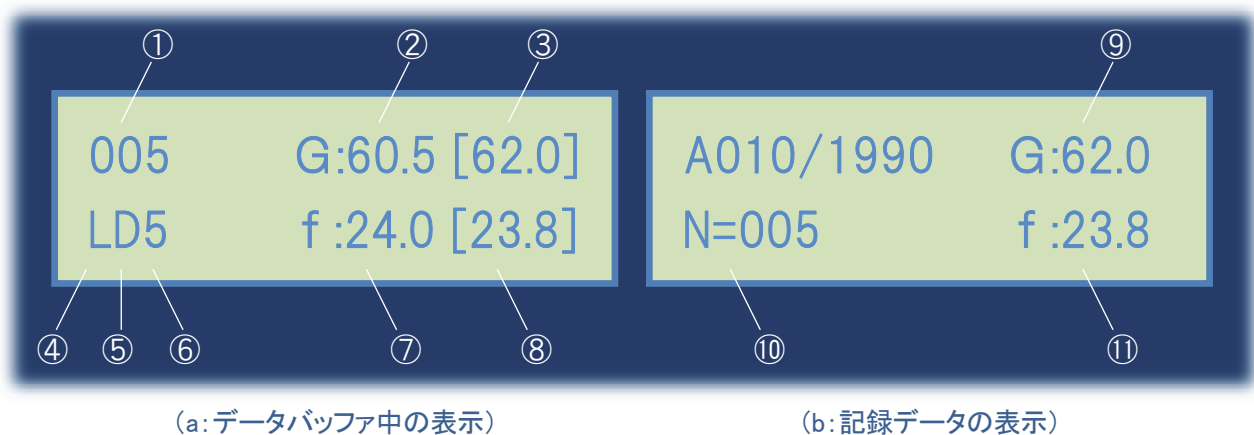 ① ② ③ ⑨
005 G:60.5 [62.0]
LD5 f :24.0 [23.8]
A010/1990 G:62.0
N=005 f :23.8
④ ⑤ ⑥ ⑦ ⑧ ⑩ ⑪
(a:データバッファ中の表示)
(b:記録データの表示)